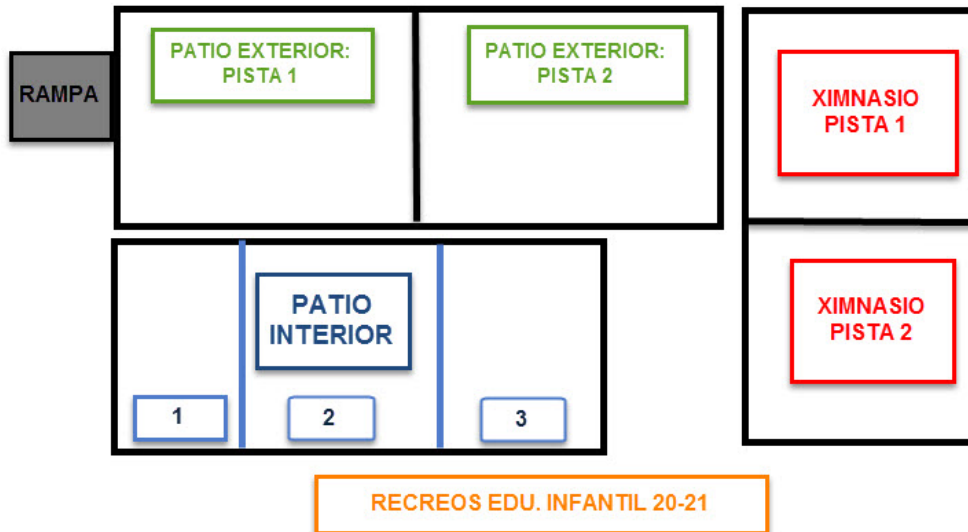 RAMPA
PATIO EXTERIOR:
PISTA 1
PATIO EXTERIOR:
PISTA 2
XIMNASIO
PISTA 1
PATIO
INTERIOR
1
2
3
XIMNASIO
PISTA 2
RECREOS EDU. INFANTIL 20-21